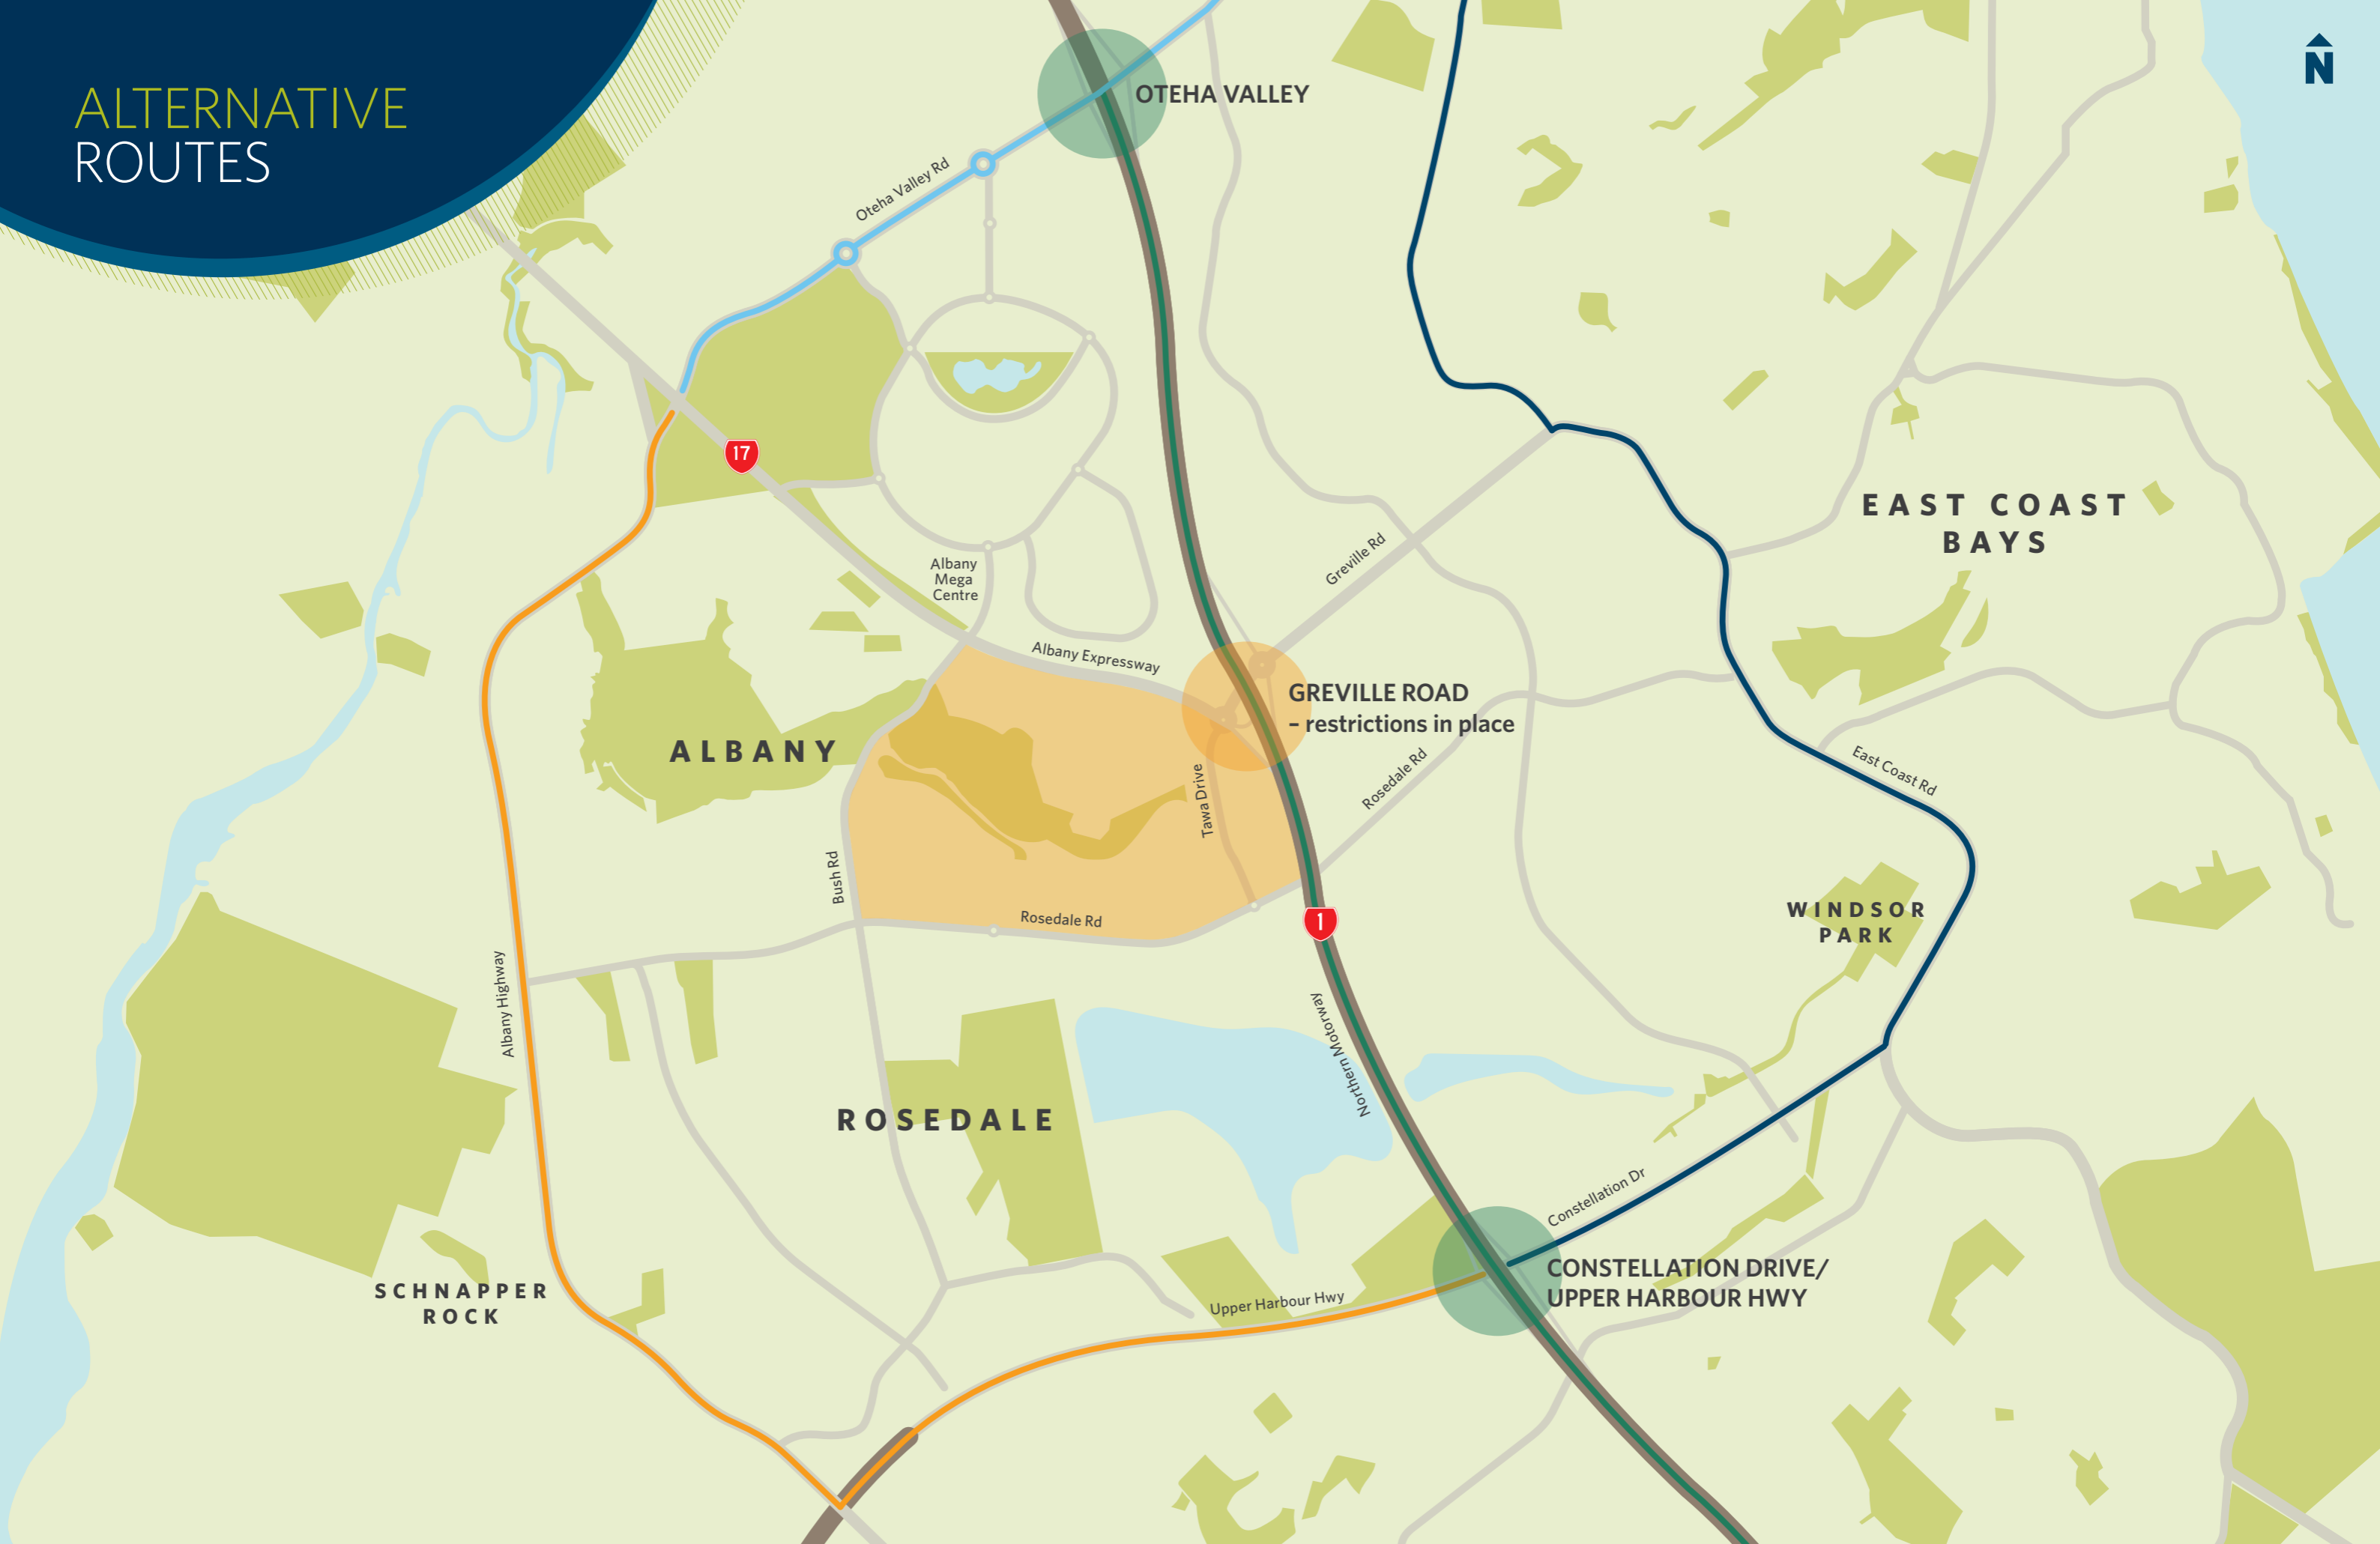 ALTERNATIVE
ROUTES
N
OTEHA VALLEY
Oteha Valley Rd
17
EAST COAST
BAYS
Greville Rd
Albany
Mega
Centre
Albany Expressway
GREVILLE ROAD
– restrictions in place
ALBANY
Rosedale Rd
Tawa Drive
East Coast Rd
Bush Rd
Rosedale Rd
1
WINDSOR
PARK
Albany Highway
Northern Motorway
ROSEDALE
Constellation Dr
CONSTELLATION DRIVE/
UPPER HARBOUR HWY
Upper Harbour Hwy
SCHNAPPER
ROCK